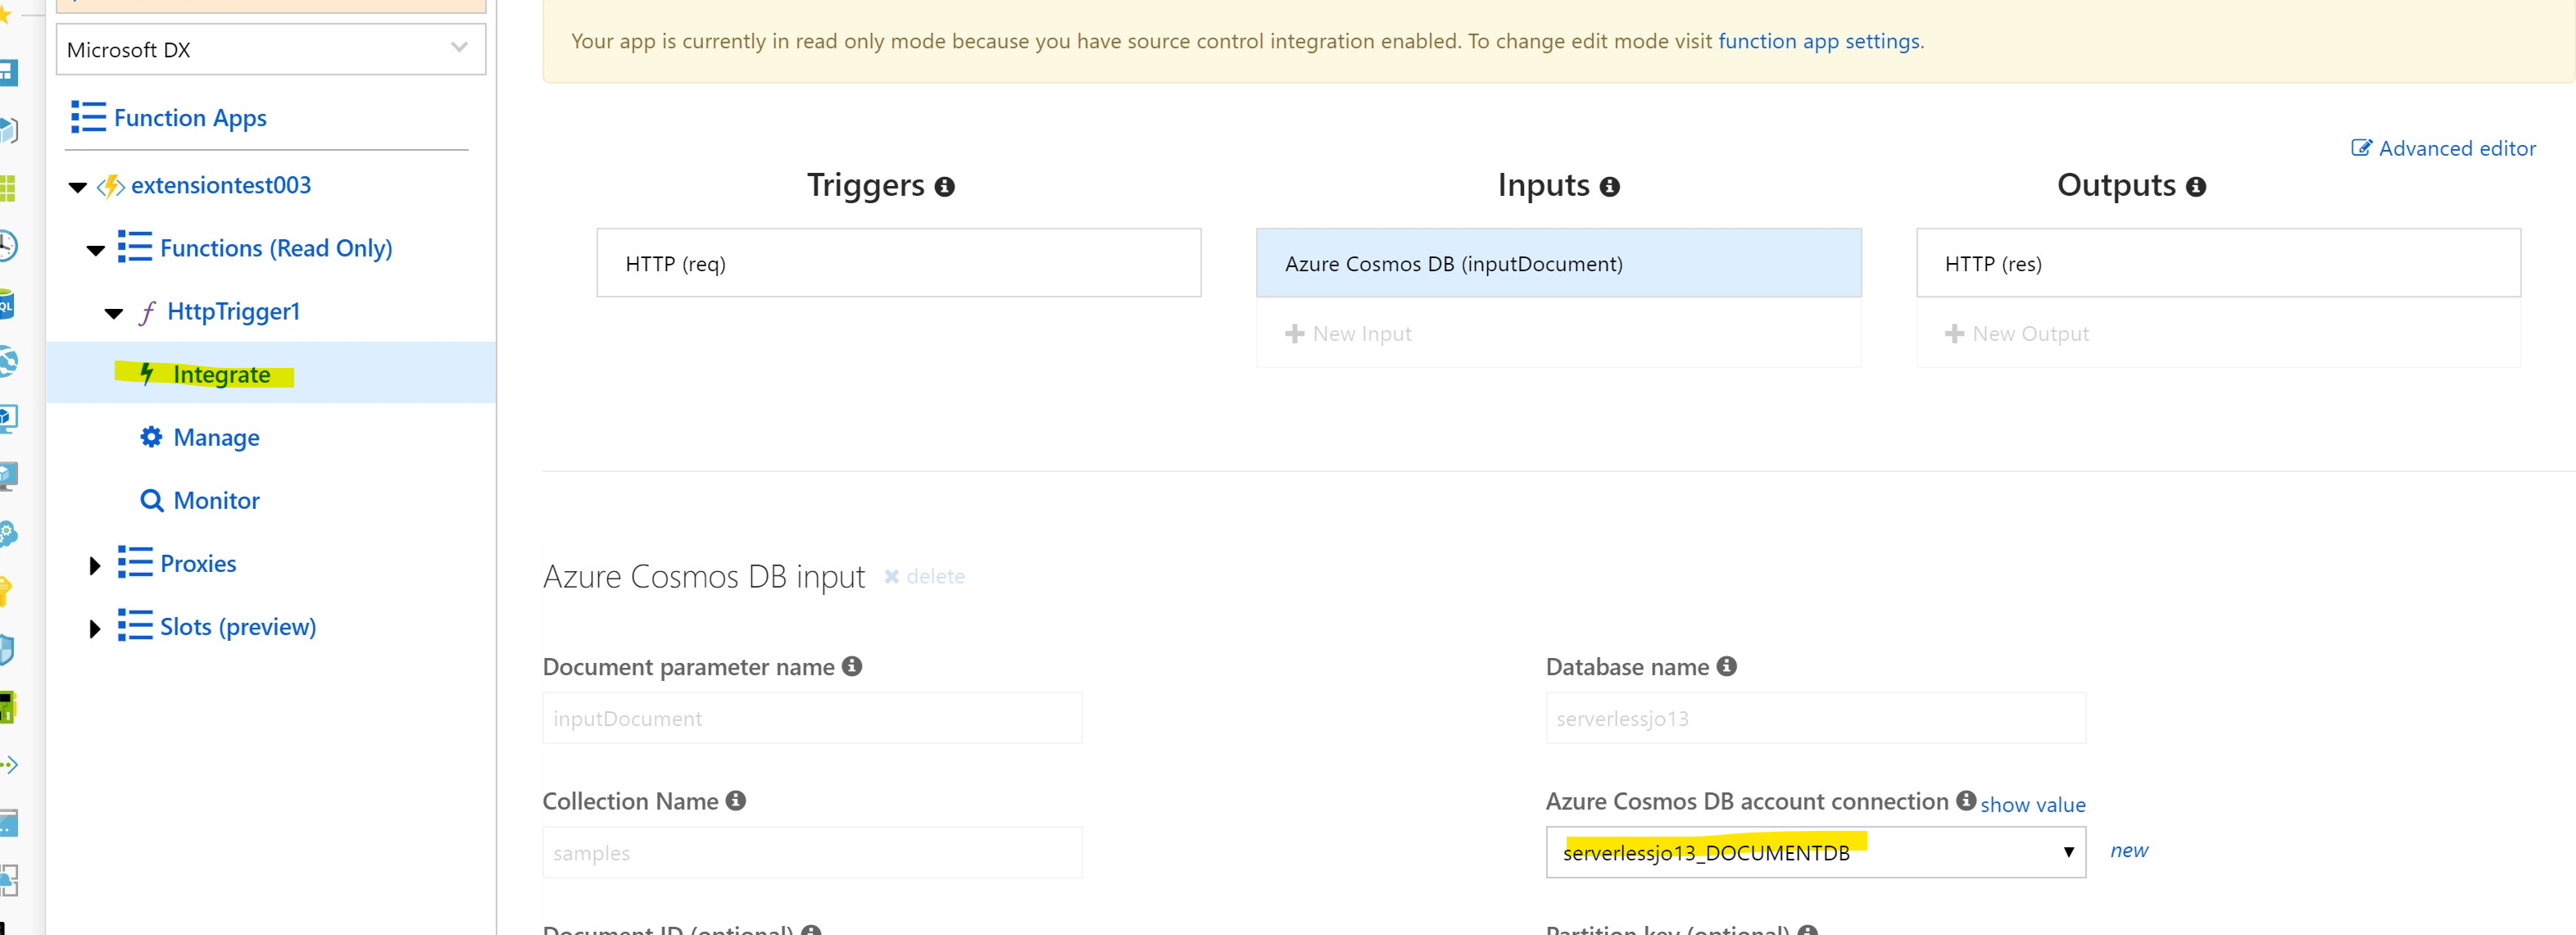 Microsoft DX
Function Apps
extensiontest003
Functions (Read Only)
HttpTrigger1
Integrate
Manage
Monitor
Proxies
Slots (preview)
Your app is currently in read only mode because you have source control integration enabled. To change edit mode visit function app settings.
Advanced editor
Triggers
HTTP (req)
Inputs
Azure Cosmos DB (inputDocument)
New Input
Outputs
HTTP (res)
New Output
Azure Cosmos DB input delete
Document parameter name
inputDocument
Database name
serverlessjo13
Collection Name
samples
Azure Cosmos DB account connection show value
serverlessjo13_DOCUMENTDB
new
Document ID (optional)
Partition key (optional)